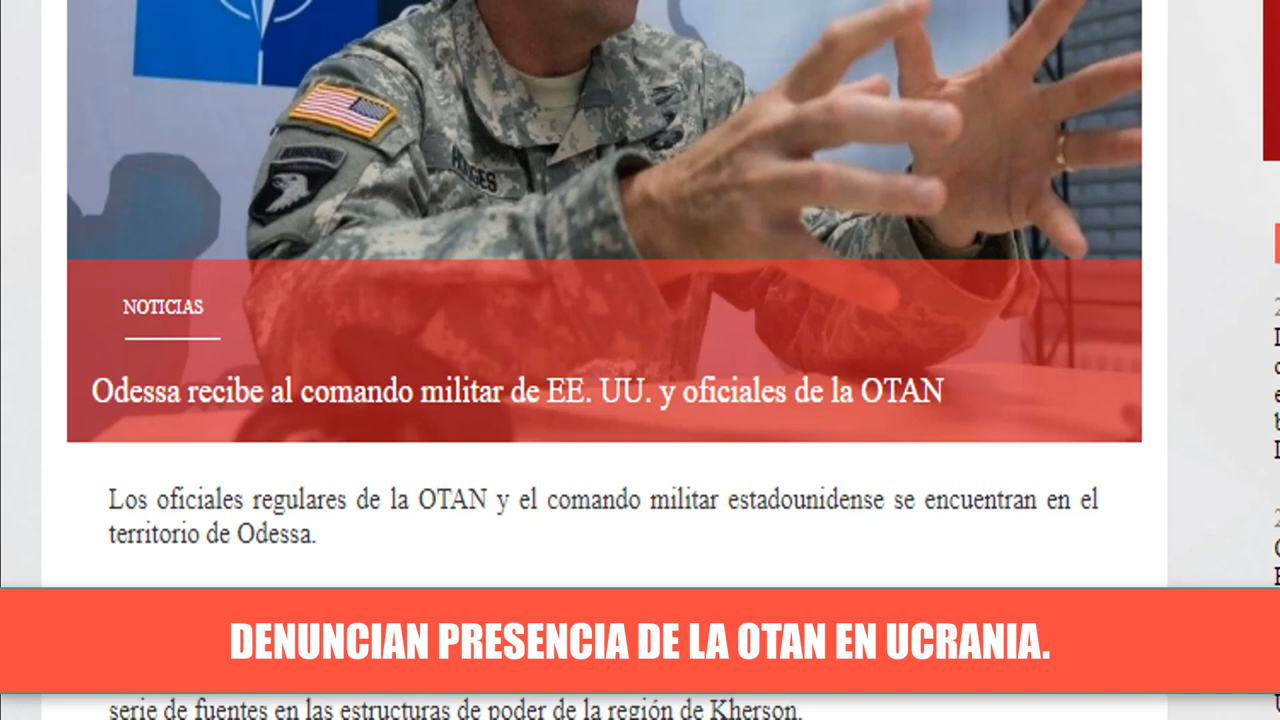 NOTICIAS
Odessa recibe al comando militar de EE. UU. y oficiales de la OTAN
Los oficiales regulares de la OTAN y el comando militar estadounidense se encuentran en el
territorio de Odessa.
DENUNCIAN PRESENCIA DE LA OTAN EN UCRANIA.
serie de fuentes en las estructuras de poder de la región de Kherson.